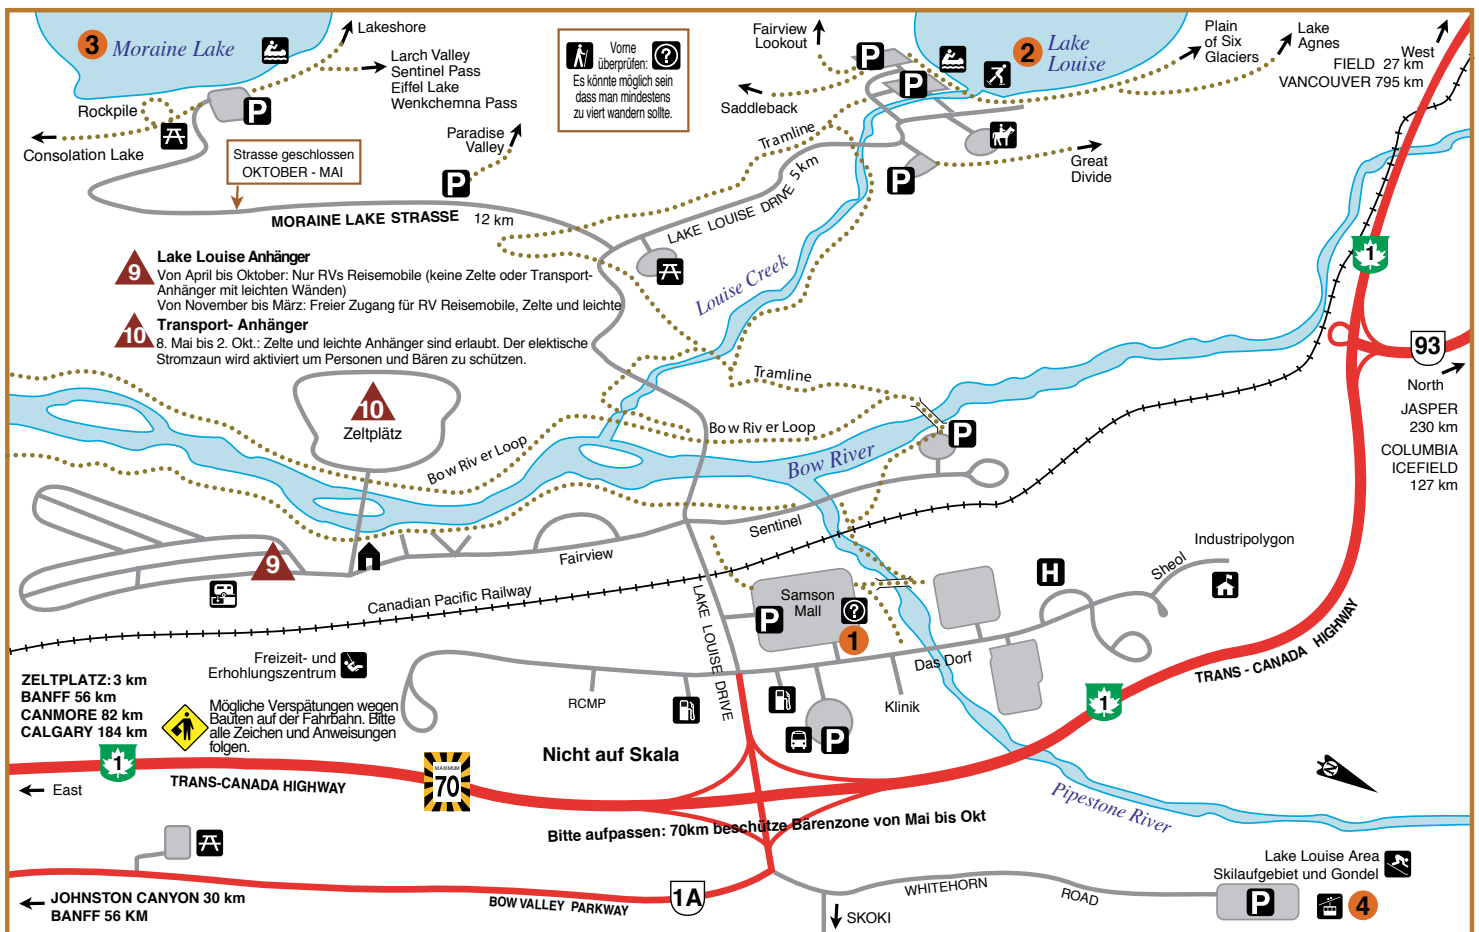 3 Moraine Lake
Lakeshore
Larch Valley
Sentinel Pass
Eiffel Lake
Wenkchemna Pass
Rockpile
P
Consolation Lake
Strasse geschlossen
OKTOBER - MAI
Paradise
Valley
P
MORAINE LAKE STRASSE 12 km
Vorne
überprüfen: ?
Es könnte möglich sein
dass man mindestens
zu viert wandern sollte.
Fairview
Lookout
P
P
Saddleback
2 Lake
Louise
Plain
of Six
Glaciers
Lake
Agnes
West
FIELD 27 km
VANCOUVER 795 km
Tramline
LAKE LOUISE DRIVE 5 km
P
Great
Divide
Louise Creek
1
93
North
JASPER
230 km
COLUMBIA
ICEFIELD
127 km
9
Lake Louise Anhänger
Von April bis Oktober: Nur RVs Reisemobile (keine Zelte oder Transport-
Anhänger mit leichten Wänden)
Von November bis März: Freier Zugang für RV Reisemobile, Zelte und leichte
10
Transport- Anhänger
8. Mai bis 2. Okt.: Zelte und leichte Anhänger sind erlaubt. Der elektische
Stromzaun wird aktiviert um Personen und Bären zu schützen.
10
Zeltplätz
Tramline
Bow River Loop
Bow River Loop
Bow River
P
Sentinel
Fairview
9
Canadian Pacific Railway
Samson
Mall
P
?
1
H
Sheol
Industripolygon
LAKE LOUISE DRIVE
Das Dorf
Klinik
RCMP
P
Freizeit- und
Erhohlungszentrum
ZELTPLATZ: 3 km
BANFF 56 km
CANMORE 82 km
CALGARY 184 km
Mögliche Verspätungen wegen
Bauten auf der Fahrbahn. Bitte
alle Zeichen und Anweisungen
folgen.
1
TRANS-CANADA HIGHWAY
East
MAXIMUM
70
Nicht auf Skala
Bitte aufpassen: 70km beschütze Bärenzone von Mai bis Okt
1
TRANS - CANADA HIGHWAY
N
Pipestone River
JOHNSTON CANYON 30 km
BANFF 56 KM
BOW VALLEY PARKWAY
1A
SKOKI
WHITEHORN ROAD
Lake Louise Area
Skilaufgebiet und Gondel
P
4